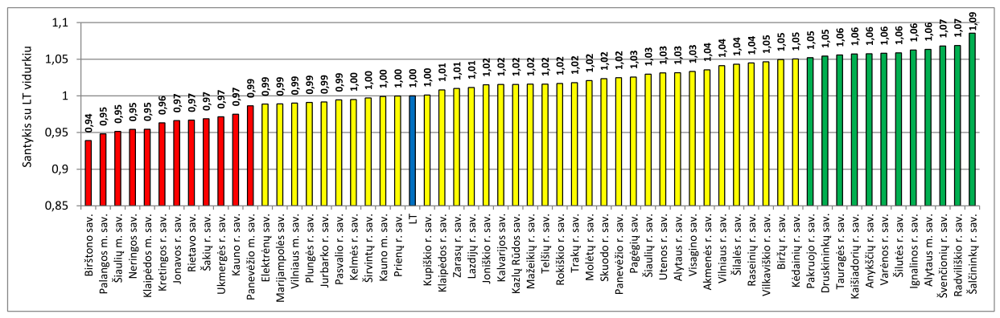 Santykis su LT vidurkiu
1,1
1,05
1
0,95
0,9
0,85
0,94
0,95
0,95
0,95
0,95
0,96
0,97
0,97
0,97
0,97
0,97
0,99
0,99
0,99
0,99
0,99
0,99
0,99
1,00
1,00
1,00
1,00
1,00
1,00
1,01
1,01
1,01
1,02
1,02
1,02
1,02
1,02
1,02
1,02
1,02
1,02
1,02
1,03
1,03
1,03
1,03
1,03
1,04
1,04
1,04
1,04
1,05
1,05
1,05
1,05
1,05
1,06
1,06
1,06
1,06
1,06
1,06
1,06
1,07
1,07
1,09
Birštono sav.
Palangos m. sav.
Šiaulių m. sav.
Neringos sav.
Klaipėdos m. sav.
Kretingos r. sav.
Jonavos r. sav.
Rietavo sav.
Šakių r. sav.
Ukmergės r. sav.
Kauno r. sav.
Panevėžio m. sav.
Elektrėnų sav.
Marijampolės sav.
Vilniaus m sav.
Plungės r. sav.
Jurbarko r. sav.
Pasvalio r. sav.
Kelmės r. sav.
Širvintų r. sav.
Kauno m. sav.
Prienų r. sav.
LT
Kupiškio r. sav.
Klaipėdos r. sav.
Zarasų r. sav.
Lazdijų r. sav.
Joniškio r. sav.
Kalvarijos sav.
Kazlų Rūdos sav.
Mažeikių r. sav.
Telšių r. sav.
Rokiškio r. sav.
Trakų r. sav.
Molėtų r. sav.
Skuodo r. sav.
Panevėžio r. sav.
Pagėgių sav.
Šiaulių r. sav.
Utenos r. sav.
Alytaus r. sav.
Visagino sav.
Akmenės r. sav.
Vilniaus r. sav.
Šilalės r. sav.
Raseinių r. sav.
Vilkaviškio r. sav.
Biržų r. sav.
Kėdainių r. sav.
Pakruojo r. sav.
Druskininkų sav.
Tauragės r. sav.
Kaišiadorių r. sav.
Anykščių r. sav.
Varėnos r. sav.
Šilutės r. sav.
Ignalinos r. sav.
Alytaus m. sav.
Švenčionių r. sav.
Radviliškio r. sav.
Šalčininkų r. sav.